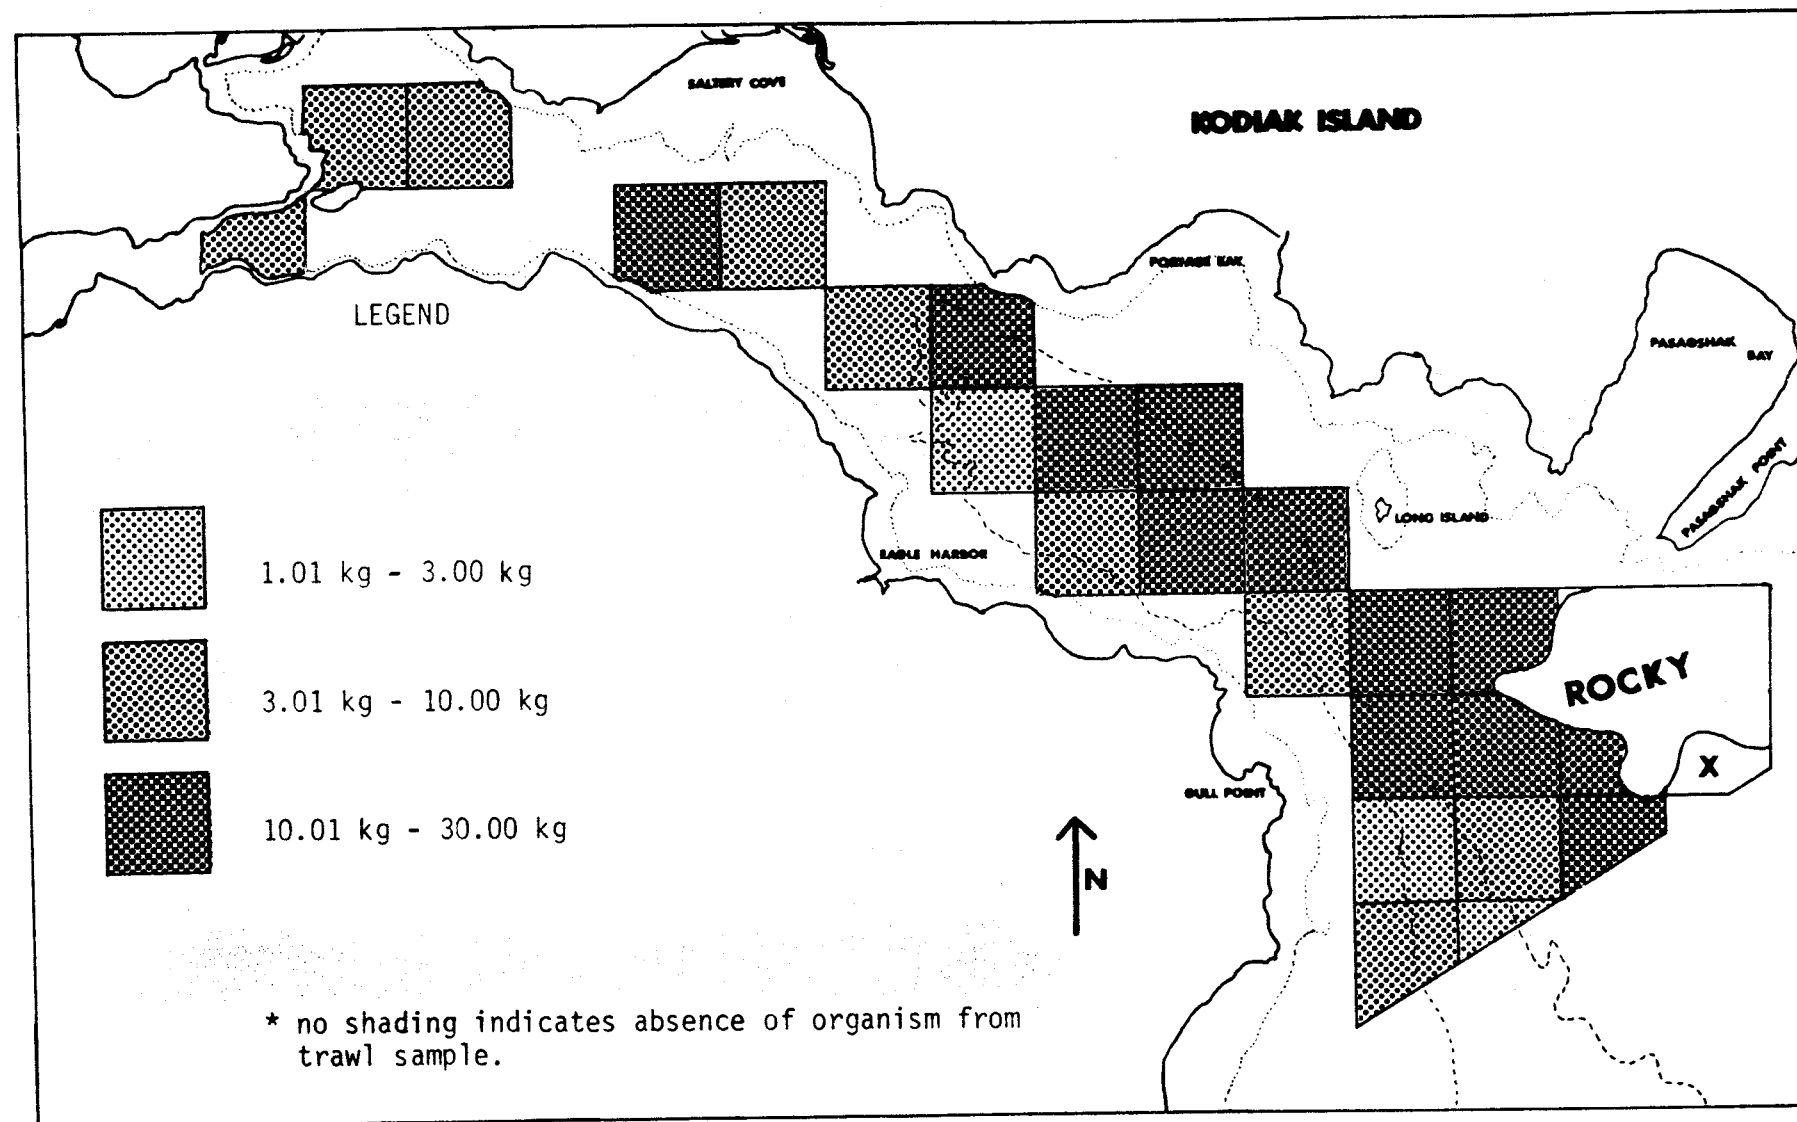 SALTERY COVE
KODIAK ISLAND
PORTAGE BAY
LEGEND
PASAGSHAK
BAY
PASAGSHAK POINT
LONG ISLAND
EAGLE HARBOR
1.01 kg - 3.00 kg
ROCKY
3.01 kg - 10.00 kg
X
GULL POINT
10.01 kg - 30.00 kg
N
* no shading indicates absence of organism from
trawl sample.